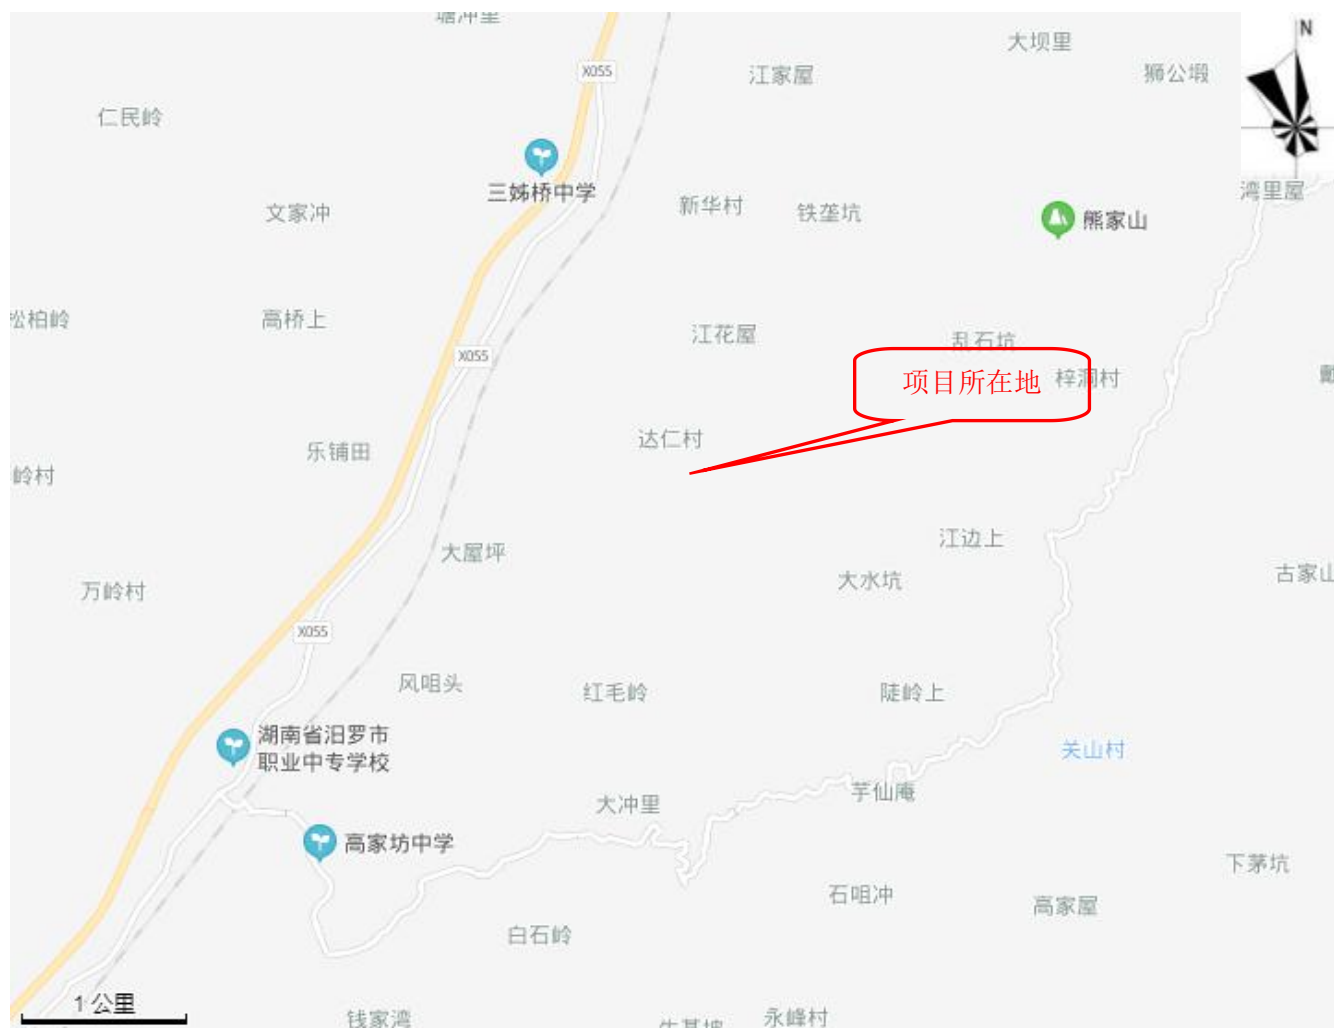 塘冲里
大坝里
N
X055
江家屋
狮公塅
仁民岭
三姊桥中学
湾里屋
文家冲
新华村
铁垄坑
熊家山
松柏岭
高桥上
江花屋
乱石坑
X055
项目所在地
梓洞村
戴
达仁村
乐铺田
岭村
江边上
大屋坪
大水坑
古家山
万岭村
X055
风咀头
红毛岭
陡岭上
湖南省汨罗市
职业中专学校
关山村
大冲里
芋仙庵
高家坊中学
下茅坑
石咀冲
高家屋
白石岭
1 公里
钱家湾
永峰村